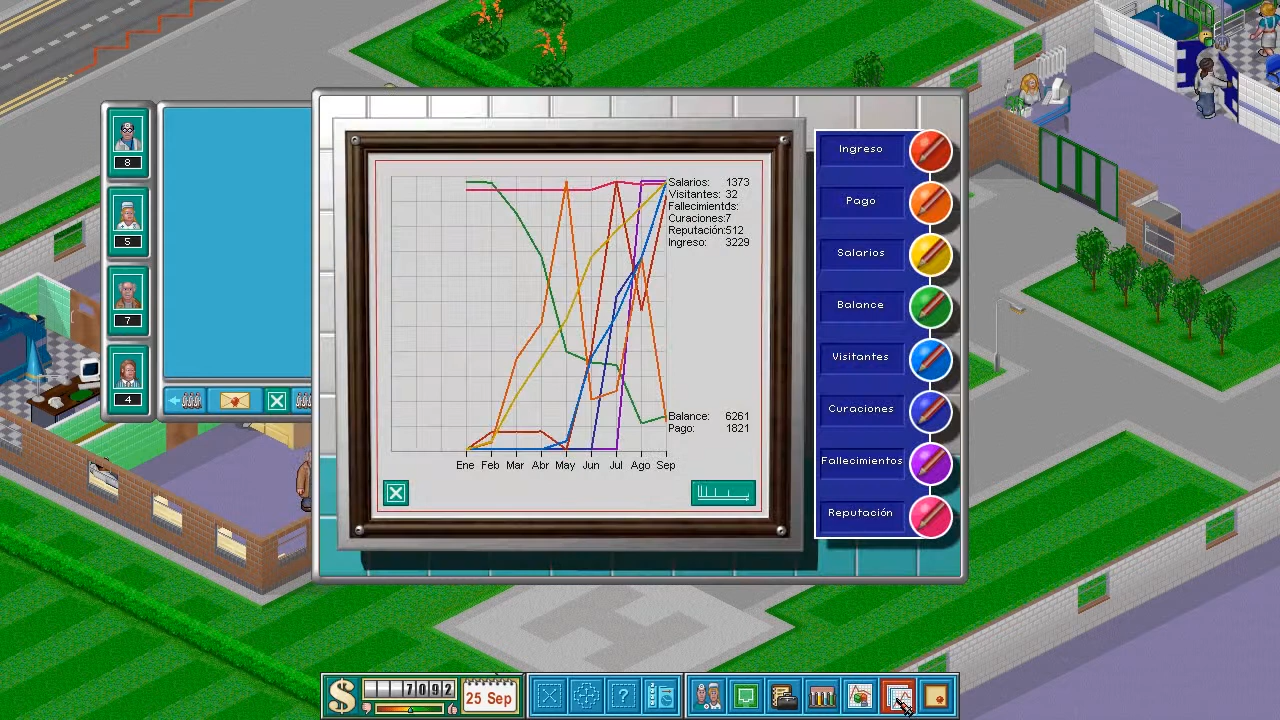 8
5
7
4
Salarios: 1373
Visitantes: 32
Curaciones:7
Reputación:512
Ingreso: 3229
Balance: 6261
Pago: 1821
Ene Feb Mar Abr May Jun Jul Ago Sep
Ingreso
Pago
Salarios
Balance
Visitantes
Curaciones
Fallecimientos
Reputación
$ 7092
25 Sep
?